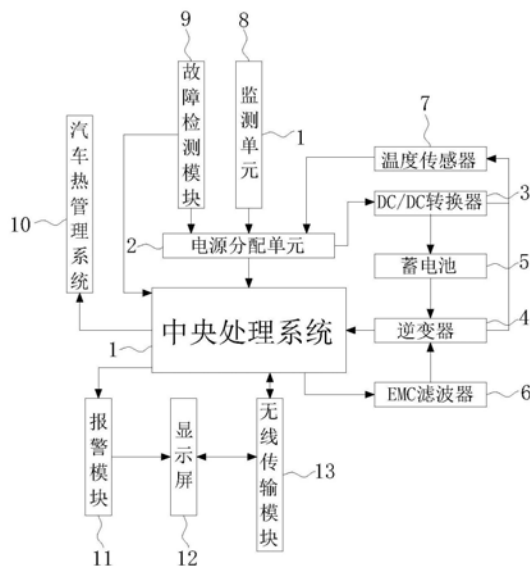 9
8
故障检测模块
监测单元
1
7
温度传感器
汽车热管理系统
10
DC/DC转换器
3
2
电源分配单元
蓄电池
5
中央处理系统
1
逆变器
4
EMC滤波器
6
报警模块
显示屏
无线传输模块
13
11
12